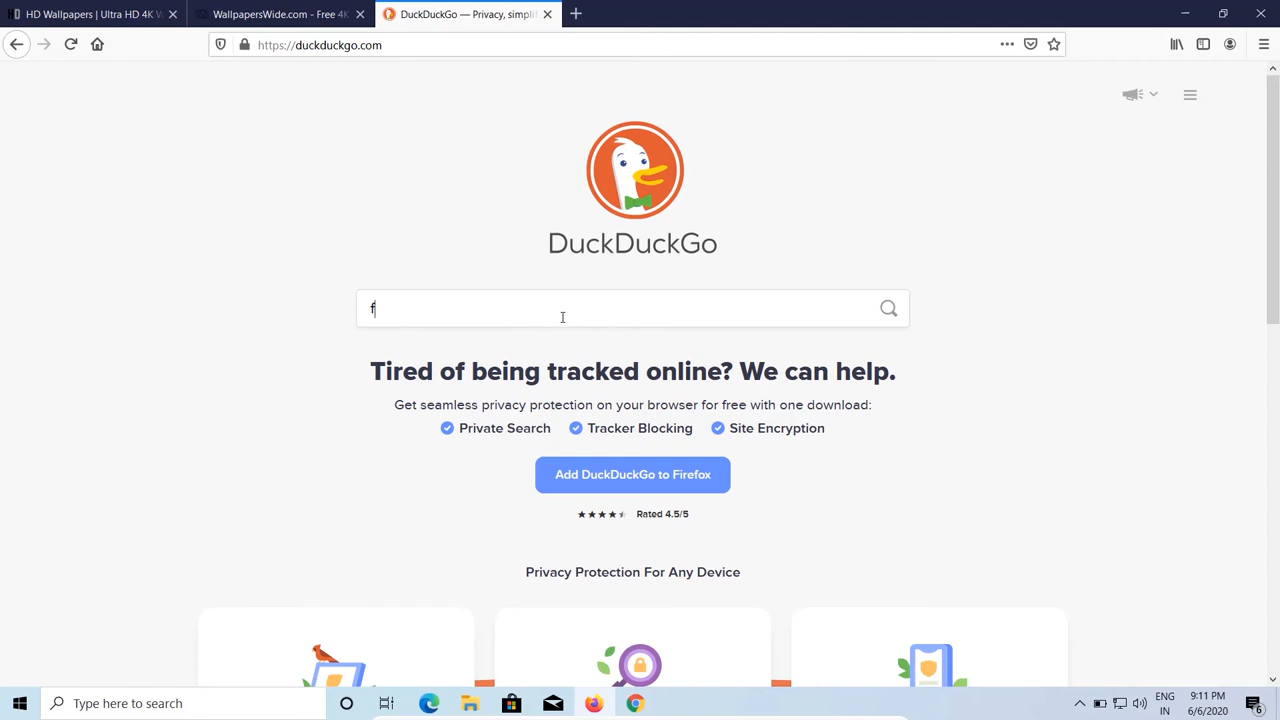 HD Wallpapers | Ultra HD 4K W
WallpapersWide.com - Free 4K
DuckDuckGo — Privacy, simplif
https://duckduckgo.com
DuckDuckGo
f
Tired of being tracked online? We can help.
Get seamless privacy protection on your browser for free with one download:
Private Search
Tracker Blocking
Site Encryption
Add DuckDuckGo to Firefox
Rated 4.5/5
Privacy Protection For Any Device
Type here to search
ENG
IN
9:11 PM
6/6/2020
6